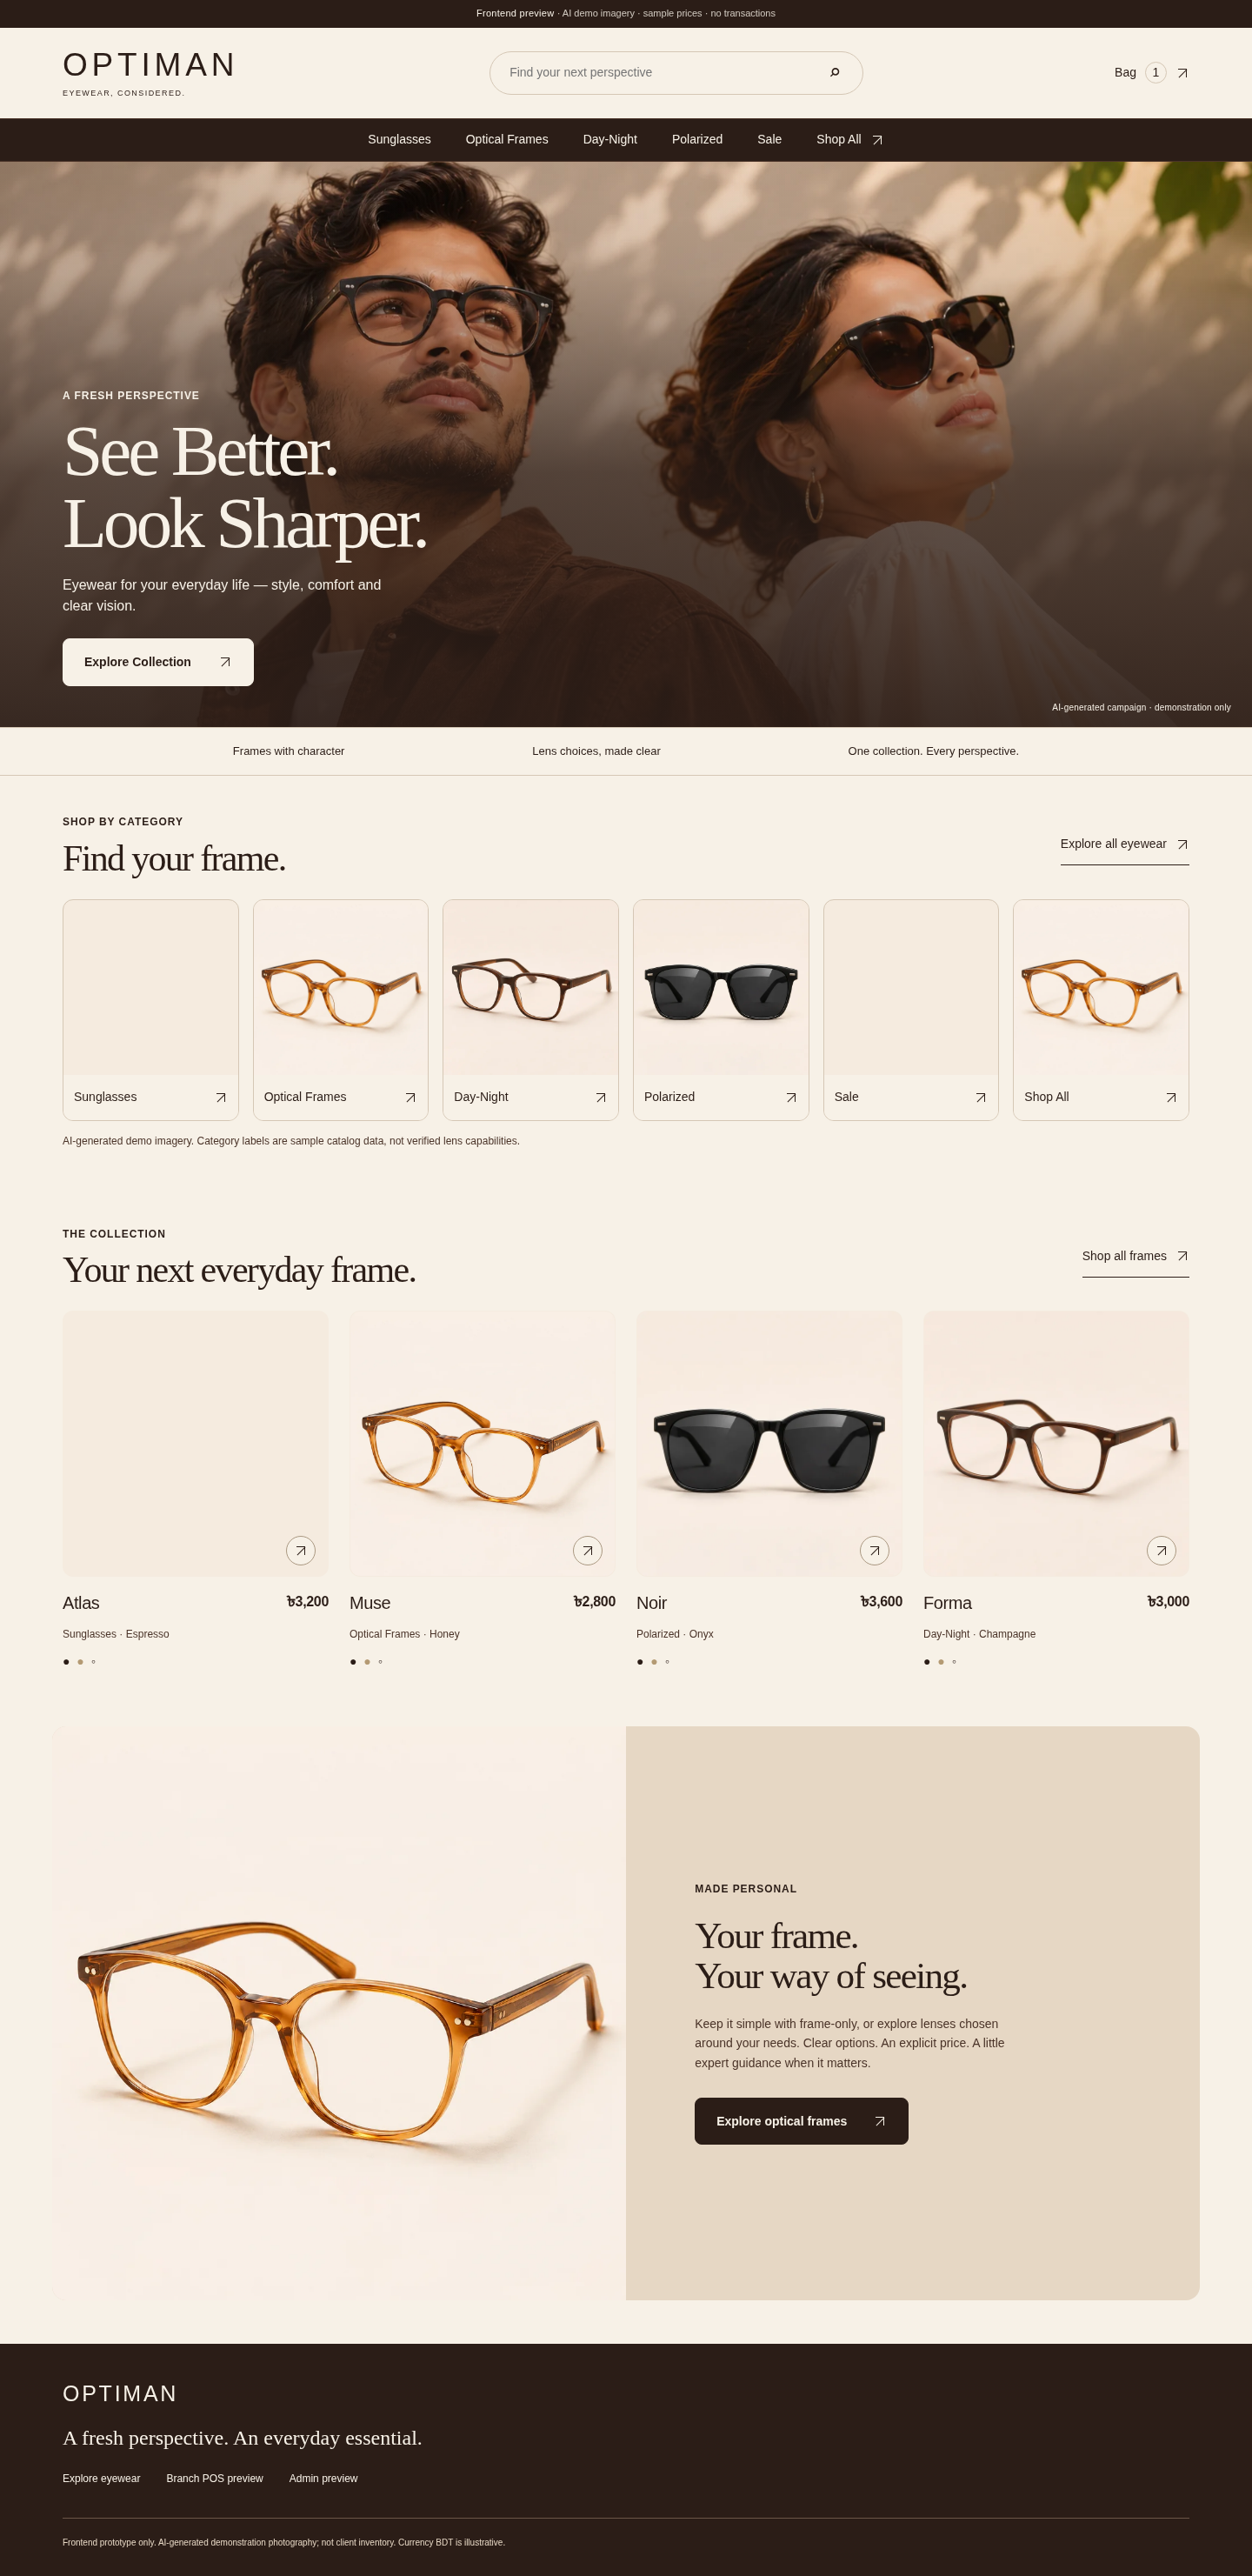 Frontend preview · AI demo imagery · sample prices · no transactions
OPTIMAN
EYEWEAR, CONSIDERED.
Find your next perspective
Bag 1
Sunglasses Optical Frames Day-Night Polarized Sale Shop All
A FRESH PERSPECTIVE
See Better.
Look Sharper.
Eyewear for your everyday life — style, comfort and
clear vision.
Explore Collection
AI-generated campaign · demonstration only
Frames with character Lens choices, made clear One collection. Every perspective.
SHOP BY CATEGORY
Find your frame.
Explore all eyewear
Sunglasses Optical Frames Day-Night Polarized Sale Shop All
AI-generated demo imagery. Category labels are sample catalog data, not verified lens capabilities.
THE COLLECTION
Your next everyday frame.
Shop all frames
Atlas ৳3,200 Muse ৳2,800 Noir ৳3,600 Forma ৳3,000
Sunglasses · Espresso Optical Frames · Honey Polarized · Onyx Day-Night · Champagne
MADE PERSONAL
Your frame.
Your way of seeing.
Keep it simple with frame-only, or explore lenses chosen
around your needs. Clear options. An explicit price. A little
expert guidance when it matters.
Explore optical frames
OPTIMAN
A fresh perspective. An everyday essential.
Explore eyewear Branch POS preview Admin preview
Frontend prototype only. AI-generated demonstration photography; not client inventory. Currency BDT is illustrative.